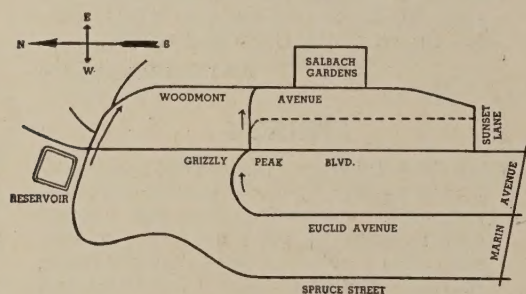 E
N S
W.
SALBACH
GARDENS
WOODMONT AVENUE
SUNSET
LANE
GRIZZLY PEAK BLVD.
RESERVOIR
EUCLID AVENUE
MARIN AVENUE
SPRUCE STREET